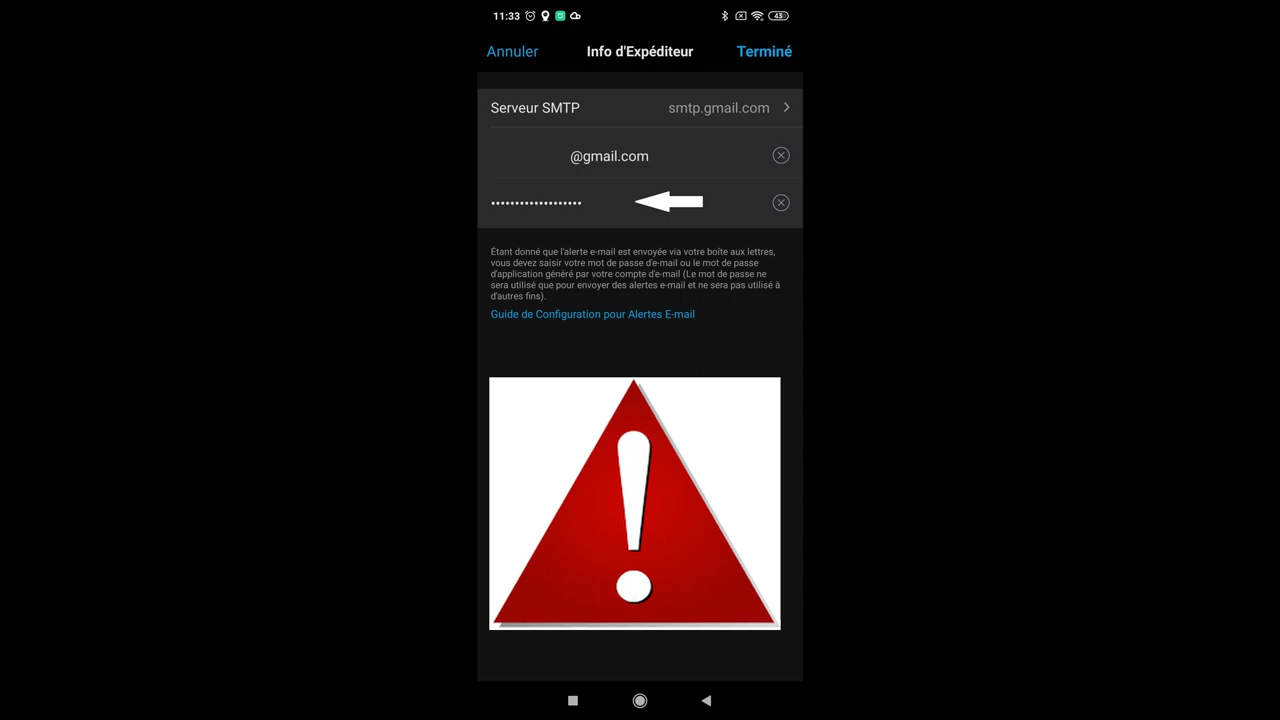 11:33
43
Annuler Info d'Expéditeur Terminé
Serveur SMTP smtp.gmail.com
@gmail.com
Étant donné que l'alerte e-mail est envoyée via votre boîte aux lettres,
vous devez saisir votre mot de passe d'e-mail ou le mot de passe
d'application généré par votre compte d'e-mail (Le mot de passe ne
sera utilisé que pour envoyer des alertes e-mail et ne sera pas utilisé à
d'autres fins).
Guide de Configuration pour Alertes E-mail